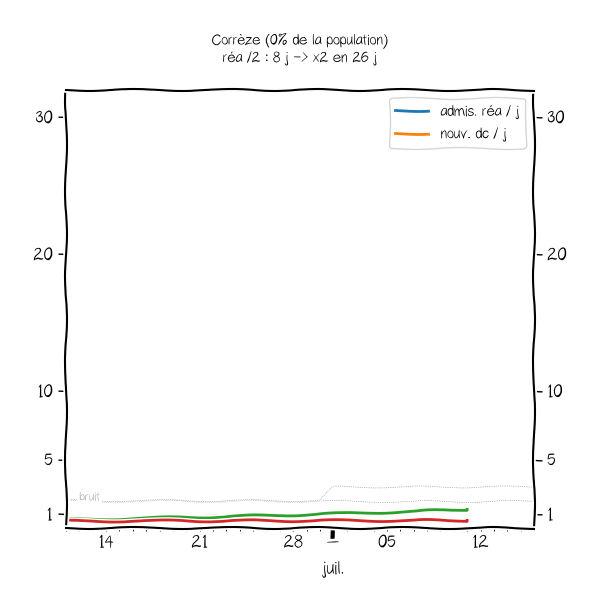 Corrèze (0% de la population)
réa /2 : 8 j -> x2 en 26 j
admis. réa / j
nouv. dc / j
30
30
20
20
10
10
5
5
bruit
1
1
14 21 28 05 12
juil.